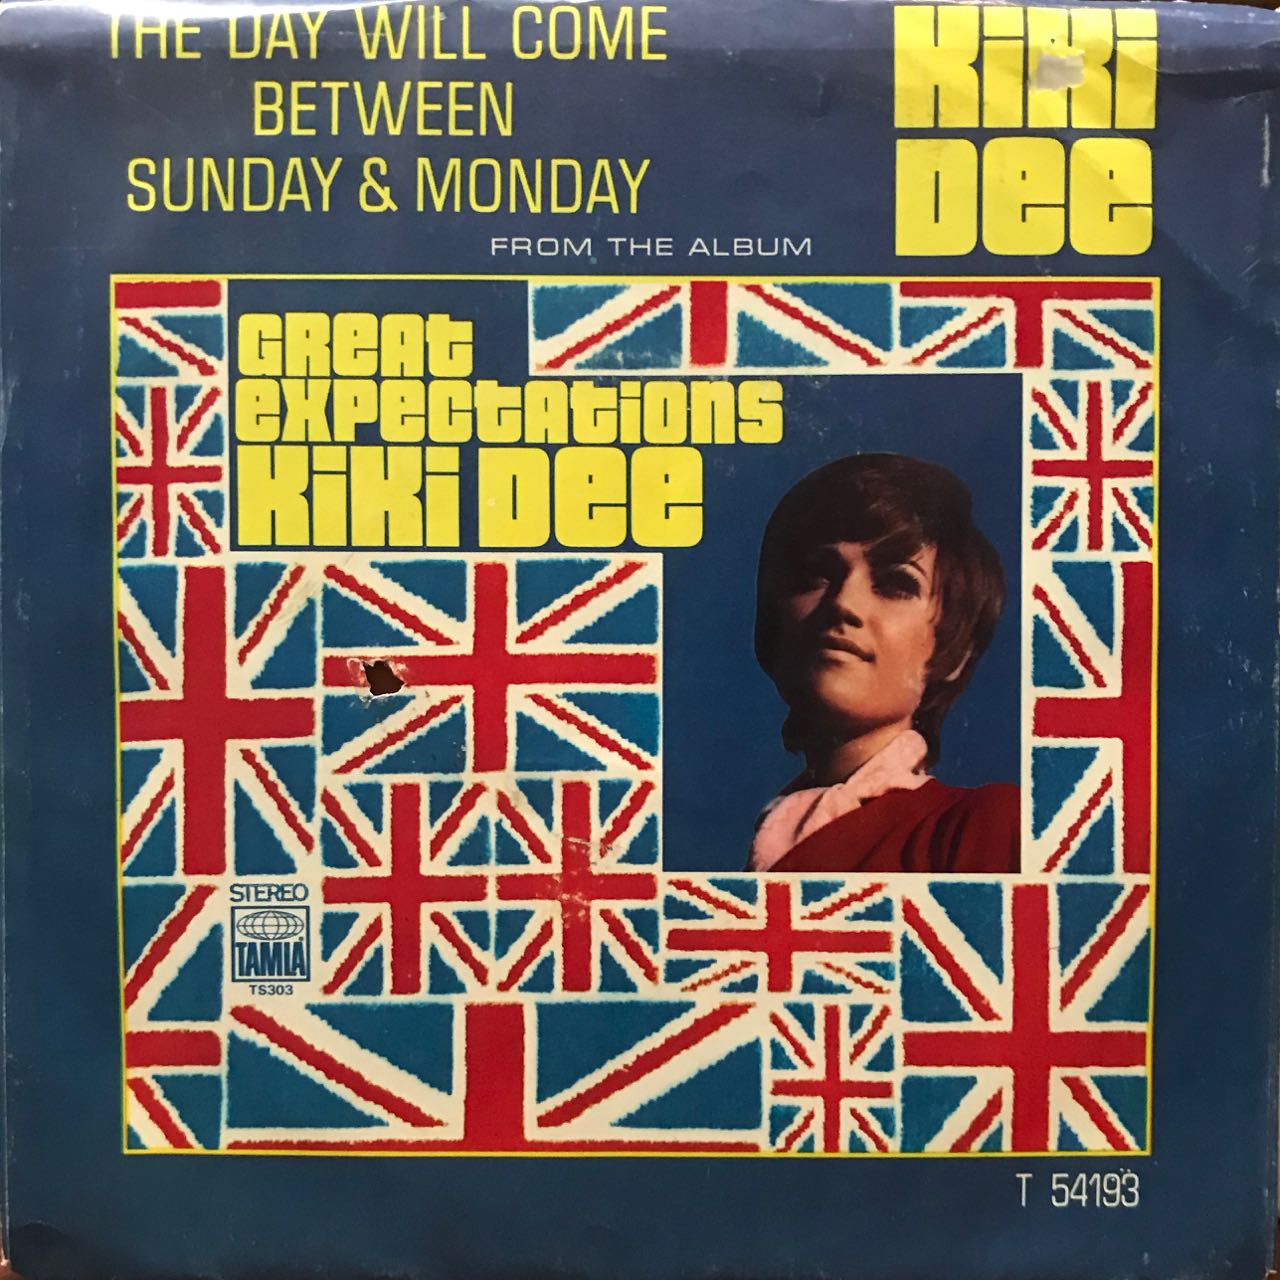 THE DAY WILL COME
BETWEEN
SUNDAY & MONDAY
KiKi
Dee
FROM THE ALBUM
GReat
expectations
KiKi Dee
STEREO
TAMLA
TS303
T 54193